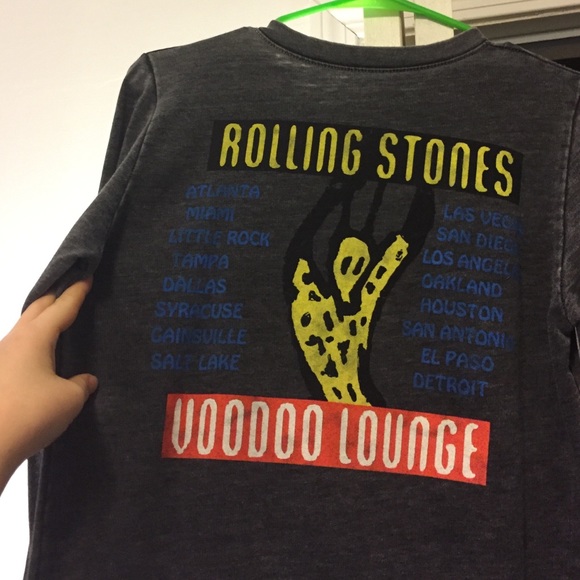 ROLLING STONES
ATLANTA
MIAMI
LITTLE ROCK
TAMPA
DALLAS
SYRACUSE
GAINSVILLE
SALT LAKE
LAS VEGA
SAN DIEG
LOS ANGEL
OAKLAND
HOUSTON
SAN ANTONIO
EL PASO
DETROIT
VOODOO LOUNGE